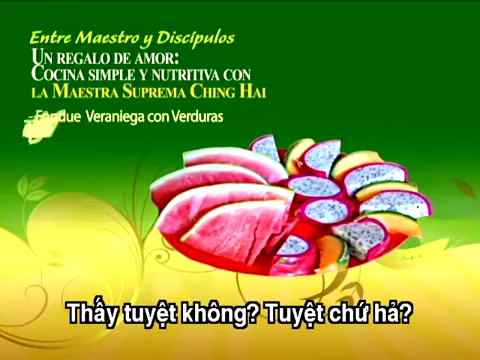 Entre Maestro y Discípulos
UN REGALO DE AMOR:
COCINA SIMPLE Y NUTRITIVA CON
LA MAESTRA SUPREMA CHING HAI
-Fondue Veraniega con Verduras
Thấy tuyệt không? Tuyệt chứ hả?